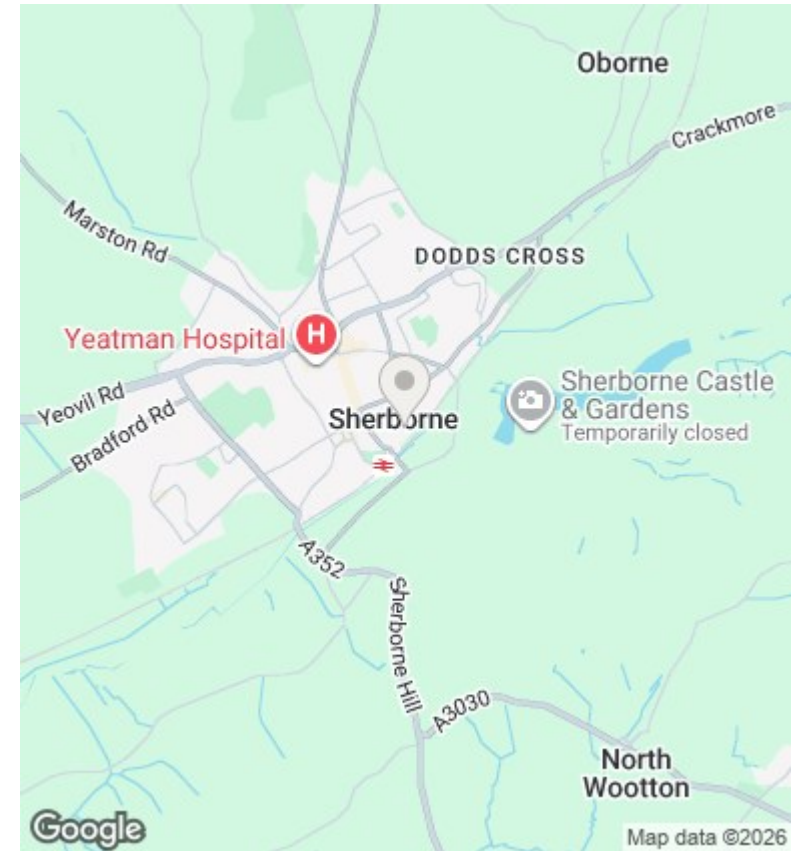 Oborne
Crackmore
Marston Rd
DODDS CROSS
Yeatman Hospital
H
Sherborne Castle
& Gardens
Temporarily closed
Yeovil Rd
Bradford Rd
Sherborne
A352
Sherborne Hill
A3030
North
Wootton
Google
Map data ©2026